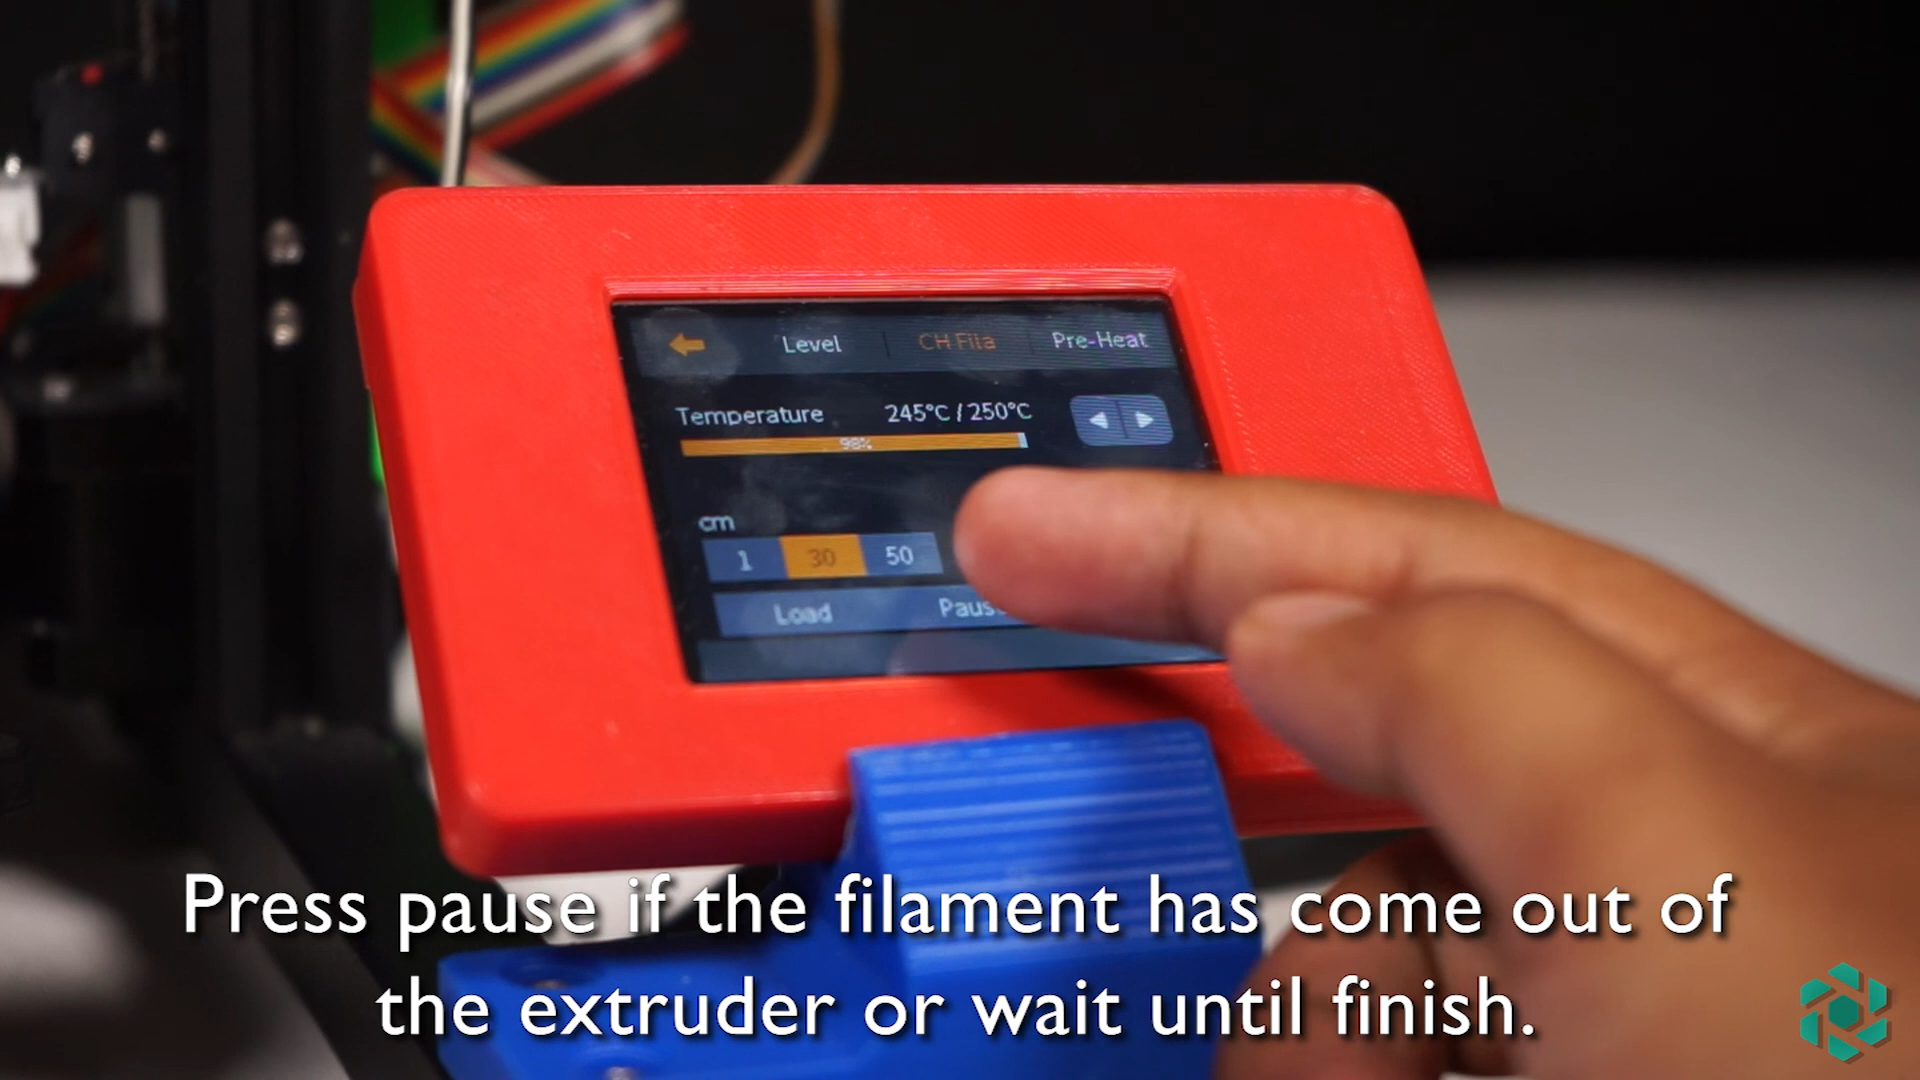 Level CH Fila Pre-Heat
Temperature 245°C / 250°C
98%
cm
1 30 50
Load Pause
Press pause if the filament has come out of
the extruder or wait until finish.